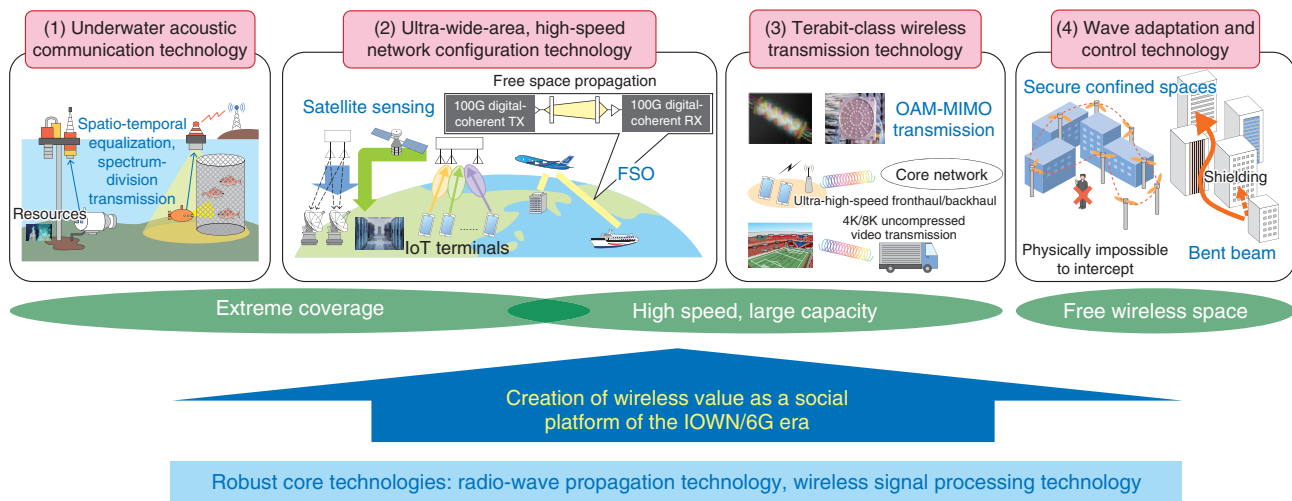 (1) Underwater acoustic
communication technology
(2) Ultra-wide-area, high-speed
network configuration technology
(3) Terabit-class wireless
transmission technology
(4) Wave adaptation and
control technology
Spatio-temporal
equalization,
spectrum-
division
transmission
Resources
Free space propagation
Satellite sensing
100G digital-
coherent TX
100G digital-
coherent RX
FSO
......
IoT terminals
OAM-MIMO
transmission
Core network
Ultra-high-speed fronthaul/backhaul
4K/8K uncompressed
video transmission
Secure confined spaces
Shielding
Physically impossible
to intercept
Bent beam
Extreme coverage
High speed, large capacity
Free wireless space
Creation of wireless value as a social
platform of the IOWN/6G era
Robust core technologies: radio-wave propagation technology, wireless signal processing technology